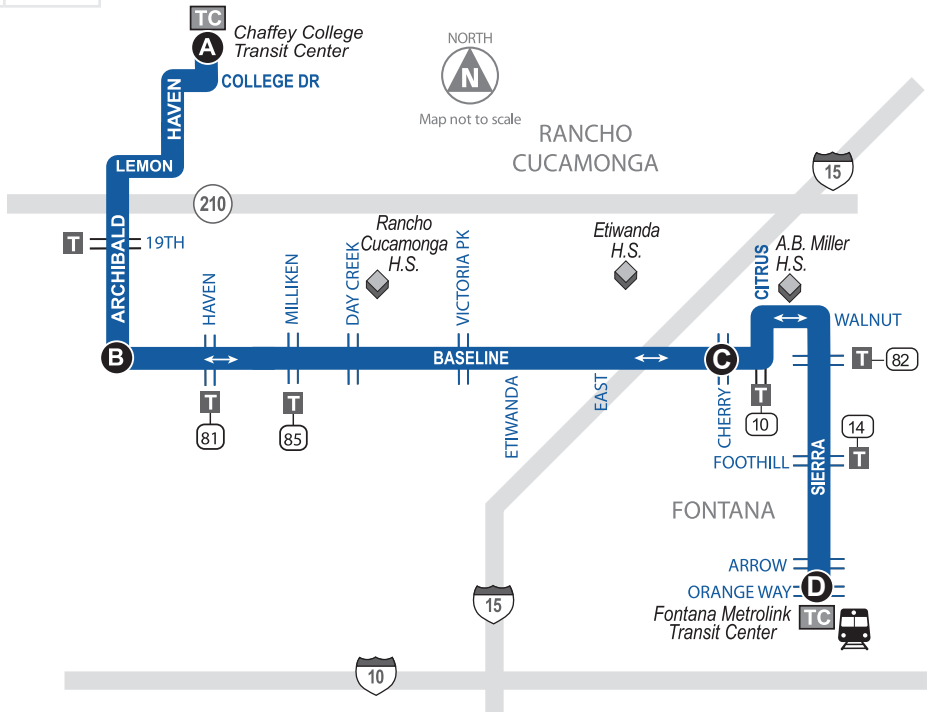 TC
A
Chaffey College
Transit Center
COLLEGE DR
HAVEN
LEMON
NORTH
N
Map not to scale
RANCHO
CUCAMONGA
15
210
ARCHIBALD
T
19TH
Rancho
Cucamonga
H.S.
Etiwanda
H.S.
A.B. Miller
H.S.
CITRUS
WALNUT
HAVEN
MILLIKEN
DAY CREEK
VICTORIA PK
B
BASELINE
C
T
82
T
81
T
85
ETIWANDA
EAST
CHERRY
T
10
14
T
FOOTHILL
SIERRA
FONTANA
ARROW
ORANGE WAY
D
Fontana Metrolink
Transit Center
TC
15
10